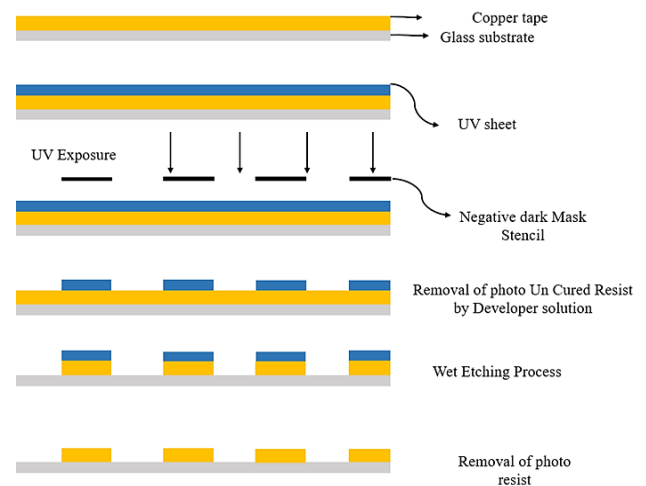 Copper tape
Glass substrate
UV sheet
UV Exposure
Negative dark Mask
Stencil
Removal of photo Un Cured Resist
by Developer solution
Wet Etching Process
Removal of photo
resist